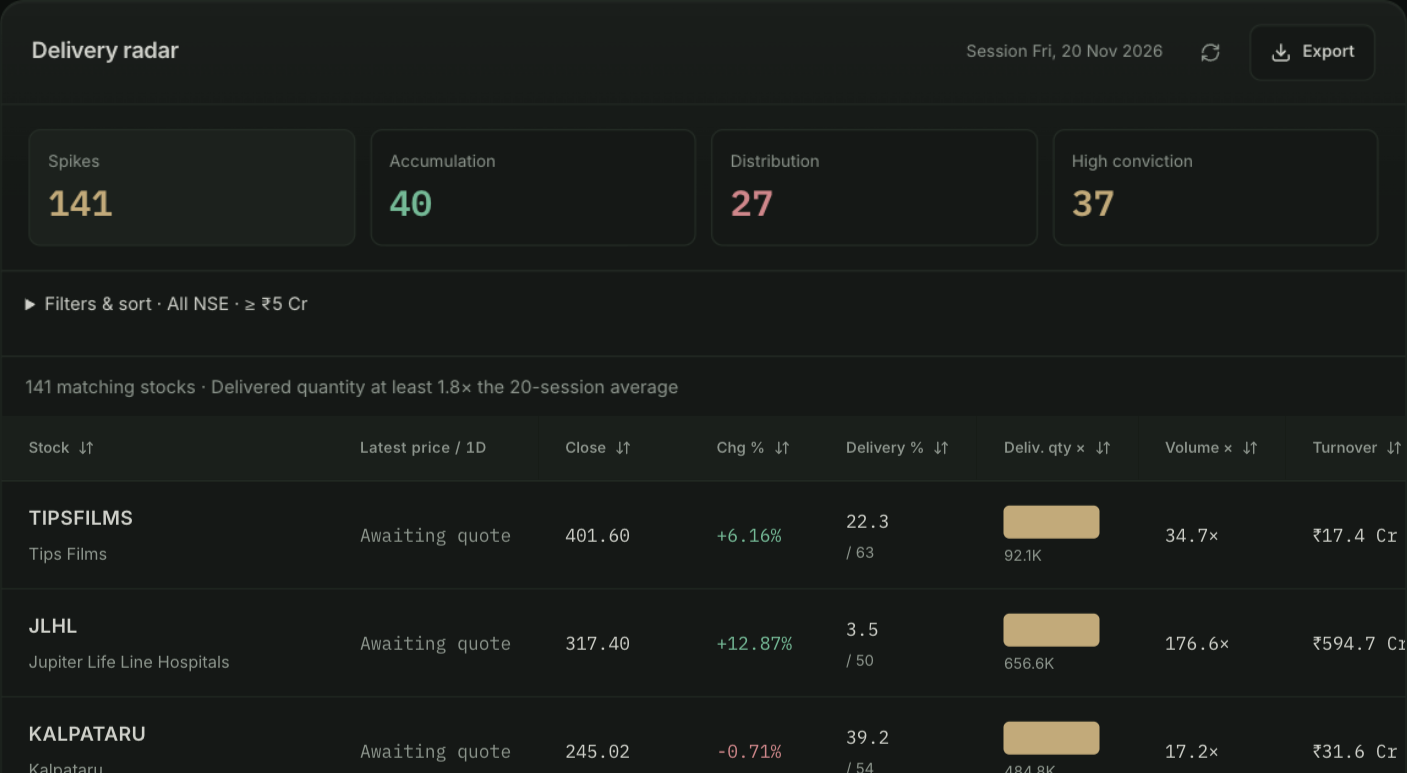 Delivery radar
Session Fri, 20 Nov 2026
Export
Spikes
141
Accumulation
40
Distribution
27
High conviction
37
Filters & sort · All NSE · ≥ ₹5 Cr
141 matching stocks · Delivered quantity at least 1.8× the 20-session average
Stock Latest price / 1D Close Chg % Delivery % Deliv. qty × Volume × Turnover
TIPSFILMS
Tips Films
Awaiting quote 401.60 +6.16% 22.3
/ 63
92.1K
34.7× ₹17.4 Cr
JLHL
Jupiter Life Line Hospitals
Awaiting quote 317.40 +12.87% 3.5
/ 50
656.6K
176.6× ₹594.7 Cr
KALPATARU
Kalpataru
Awaiting quote 245.02 -0.71% 39.2
/ 54
484.8K
17.2× ₹31.6 Cr